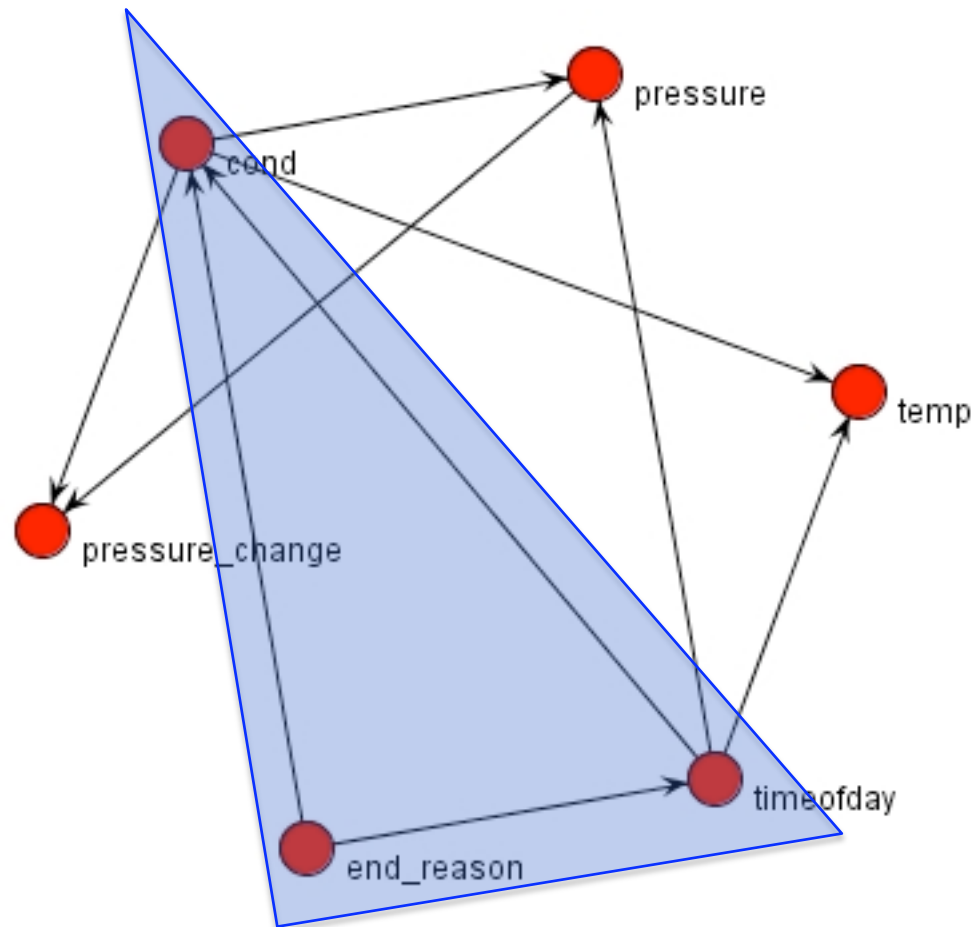 pressure
cond
temp
pressure_change
timeofday
end_reason